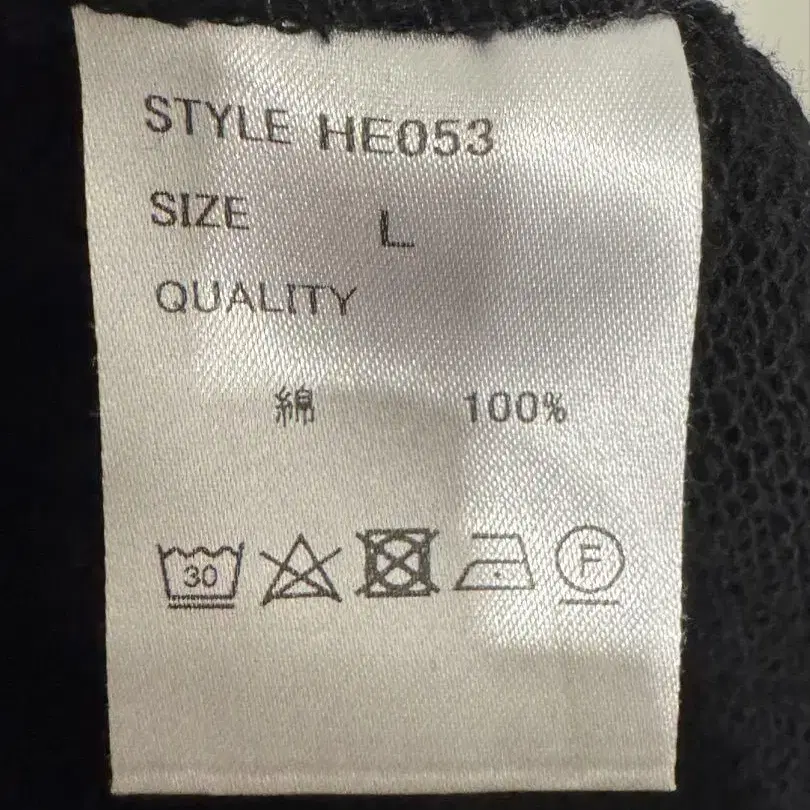 STYLE HE053
SIZE L
QUALITY
綿 100%
30 F